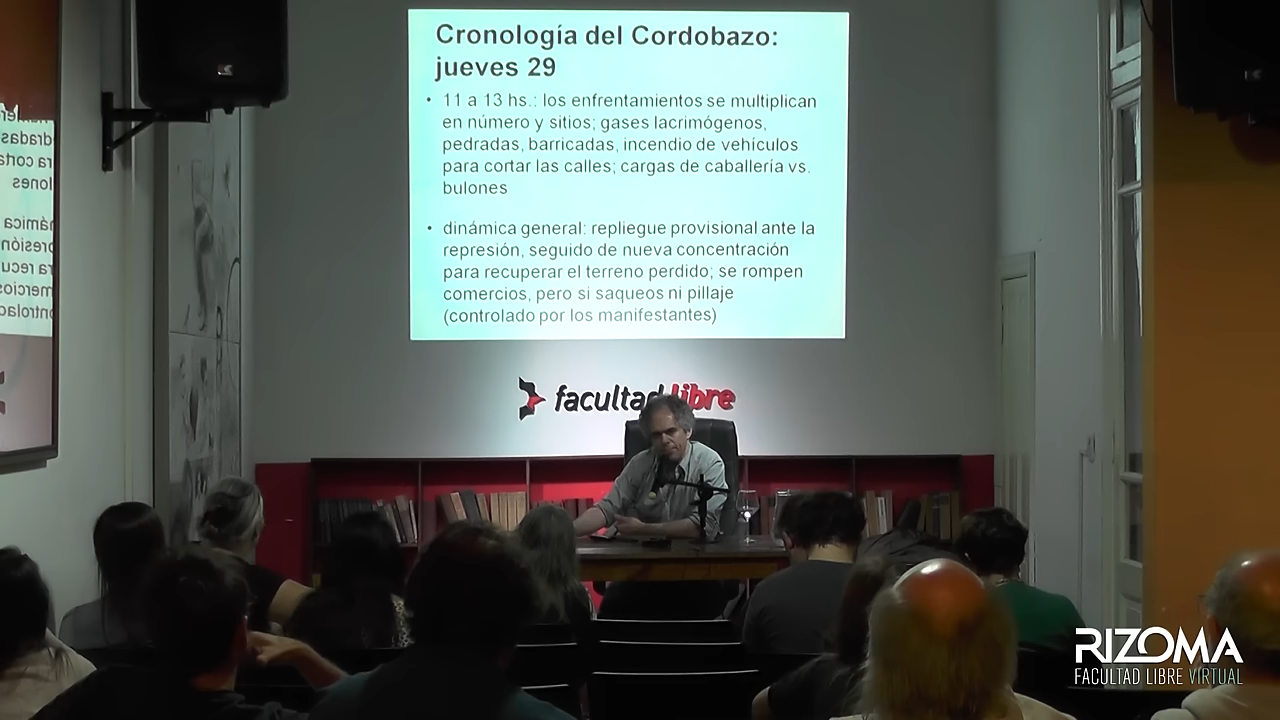 Cronología del Cordobazo:
jueves 29
• 11 a 13 hs.: los enfrentamientos se multiplican
en número y sitios; gases lacrimógenos,
pedradas, barricadas, incendio de vehículos
para cortar las calles; cargas de caballería vs.
bulones
• dinámica general: repliegue provisional ante la
represión, seguido de nueva concentración
para recuperar el terreno perdido; se rompen
comercios, pero si saqueos ni pillaje
(controlado por los manifestantes)
facultad libre
RIZOMA
FACULTAD LIBRE VIRTUAL